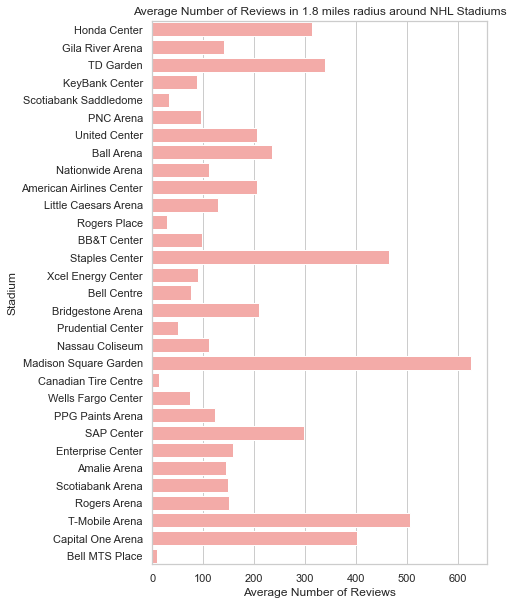 Average Number of Reviews in 1.8 miles radius around NHL Stadiums
Stadium
Honda Center
Gila River Arena
TD Garden
KeyBank Center
Scotiabank Saddledome
PNC Arena
United Center
Ball Arena
Nationwide Arena
American Airlines Center
Little Caesars Arena
Rogers Place
BB&T Center
Staples Center
Xcel Energy Center
Bell Centre
Bridgestone Arena
Prudential Center
Nassau Coliseum
Madison Square Garden
Canadian Tire Centre
Wells Fargo Center
PPG Paints Arena
SAP Center
Enterprise Center
Amalie Arena
Scotiabank Arena
Rogers Arena
T-Mobile Arena
Capital One Arena
Bell MTS Place
0 100 200 300 400 500 600
Average Number of Reviews